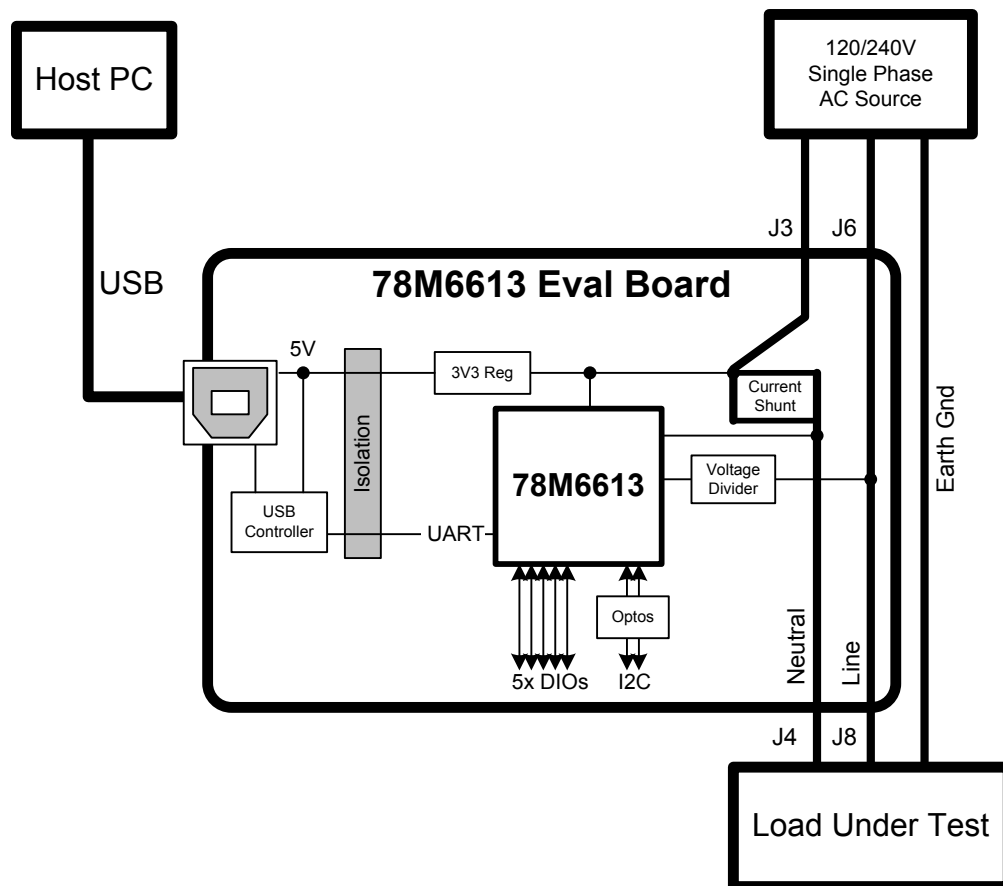 Host PC
120/240V
Single Phase
AC Source
J3
J6
USB
78M6613 Eval Board
5V
3V3 Reg
Current
Shunt
Isolation
78M6613
Voltage
Divider
Earth Gnd
USB
Controller
UART
Optos
Neutral
Line
5x DIOs
I2C
J4
J8
Load Under Test